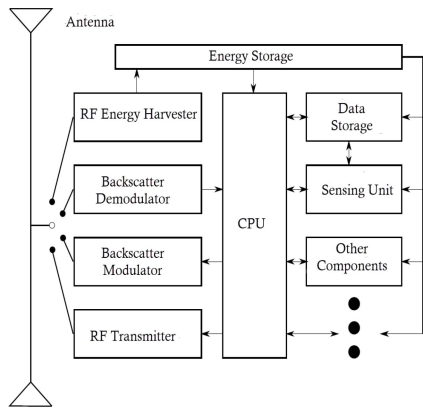 Antenna
Energy Storage
RF Energy Harvester
Data
Storage
Backscatter
Demodulator
Sensing Unit
CPU
Backscatter
Modulator
Other
Components
RF Transmitter